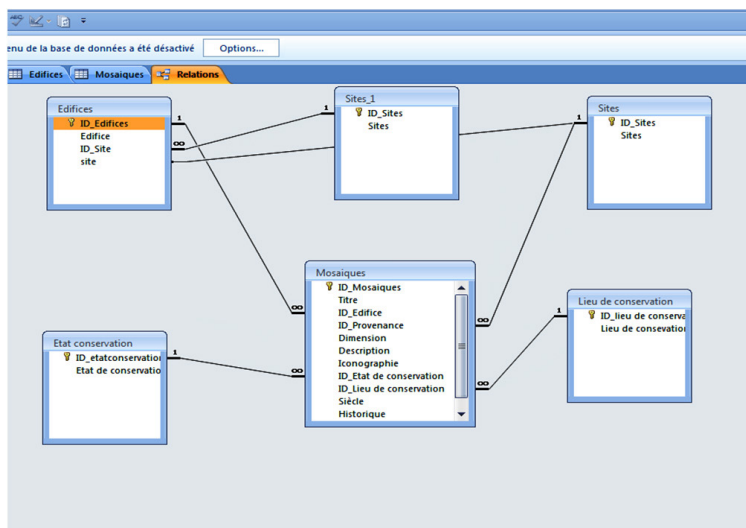 enu de la base de données a été désactivé Options...
Edifices Mosaiques Relations
Edifices
ID_Edifices
Edifice
ID_Site
site
1
∞
Sites_1
ID_Sites
Sites
1
Sites
ID_Sites
Sites
1
Mosaiques
ID_Mosaiques
Titre
ID_Edifice
ID_Provenance
Dimension
Description
Iconographie
ID_Etat de conservation
ID_Lieu de conservation
Siècle
Historique
∞
∞
∞
∞
Etat conservation
ID_etatconservation
Etat de conservatio
1
Lieu de conservation
ID_lieu de conserva
Lieu de consevation
1